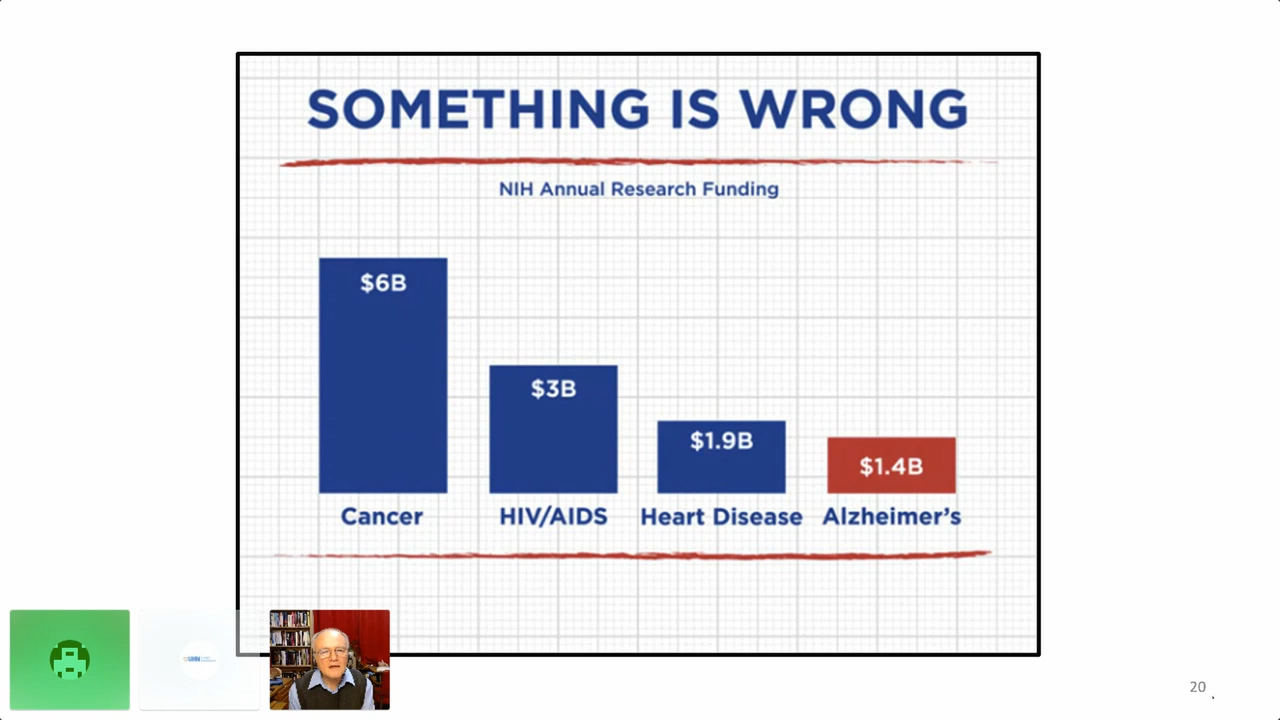 SOMETHING IS WRONG
NIH Annual Research Funding
$6B
$3B
$1.9B
$1.4B
Cancer
HIV/AIDS
Heart Disease
Alzheimer's
20